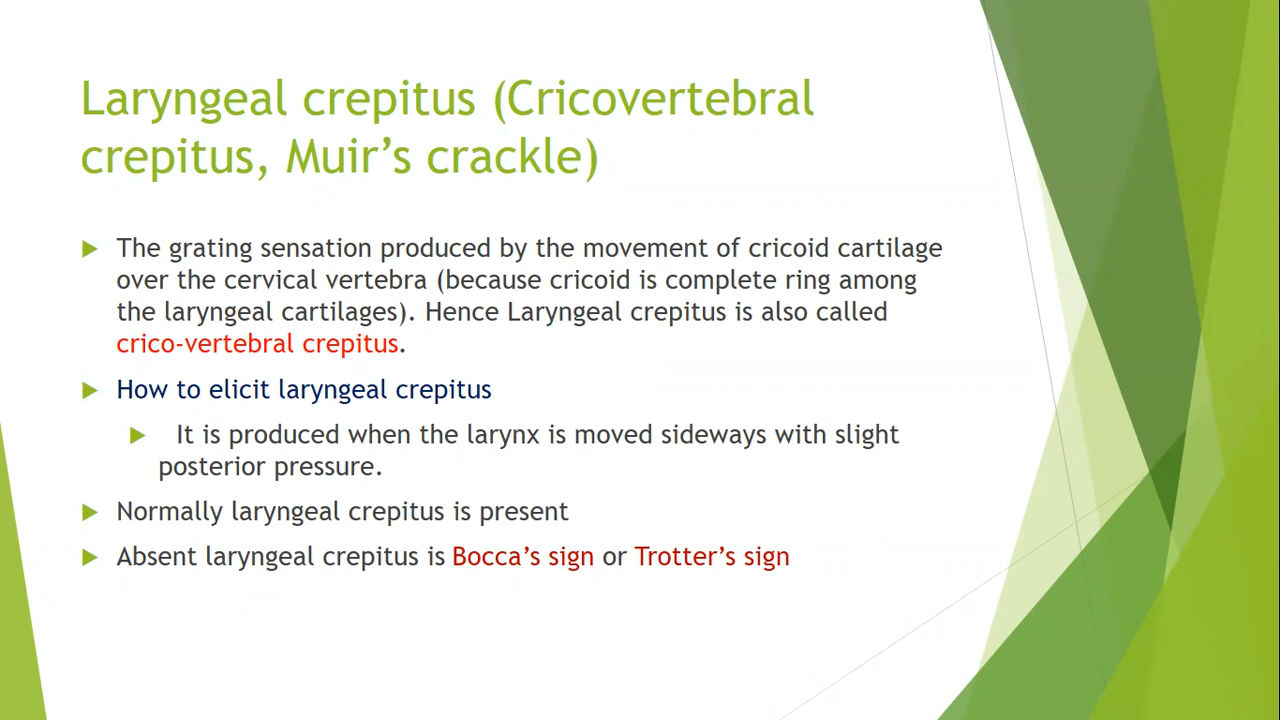 Laryngeal crepitus (Cricovertebral
crepitus, Muir’s crackle)
The grating sensation produced by the movement of cricoid cartilage
over the cervical vertebra (because cricoid is complete ring among
the laryngeal cartilages). Hence Laryngeal crepitus is also called
crico-vertebral crepitus.
How to elicit laryngeal crepitus
It is produced when the larynx is moved sideways with slight
posterior pressure.
Normally laryngeal crepitus is present
Absent laryngeal crepitus is Bocca’s sign or Trotter’s sign